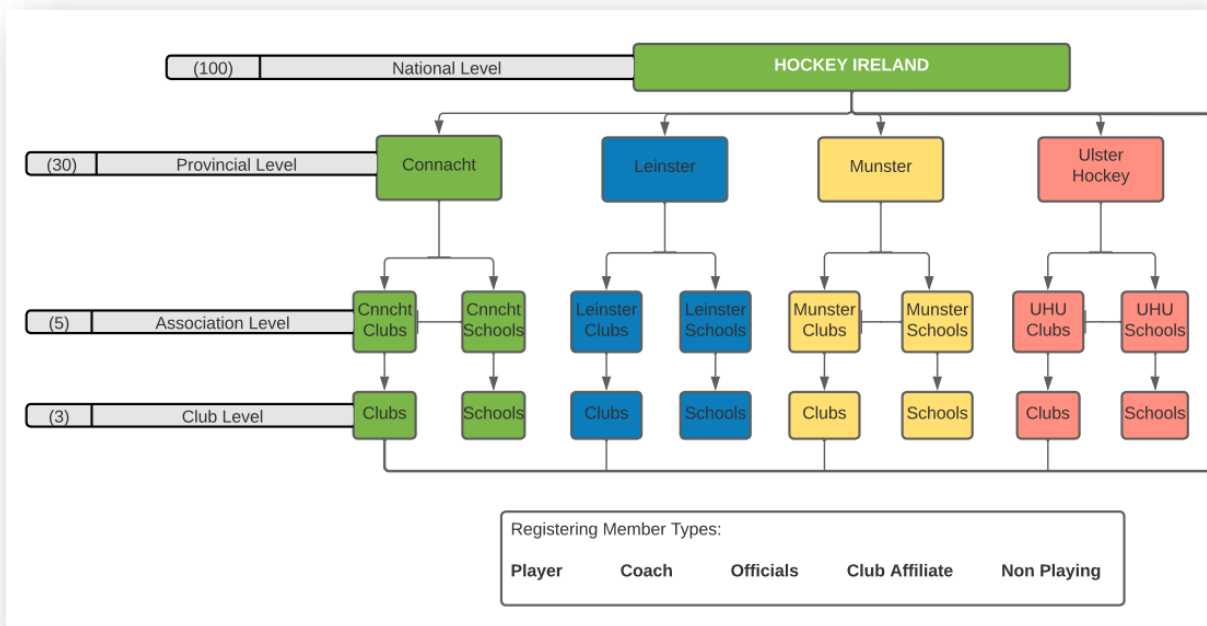 (100) National Level HOCKEY IRELAND
(30) Provincial Level Connacht Leinster Munster Ulster
Hockey
(5) Association Level Cnncht
Clubs Cnncht
Schools Leinster
Clubs Leinster
Schools Munster
Clubs Munster
Schools UHU
Clubs UHU
Schools
(3) Club Level Clubs Schools Clubs Schools Clubs Schools Clubs Schools
Registering Member Types:
Player Coach Officials Club Affiliate Non Playing